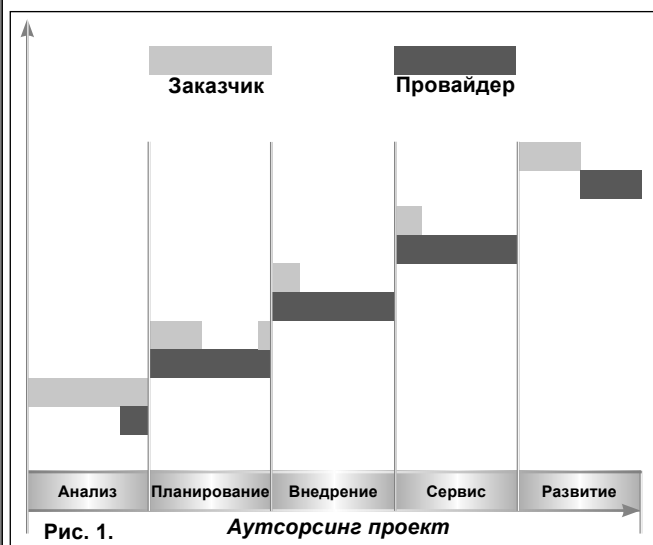 Заказчик Провайдер
Анализ Планирование Внедрение Сервис Развитие
Рис. 1. Аутсорсинг проект